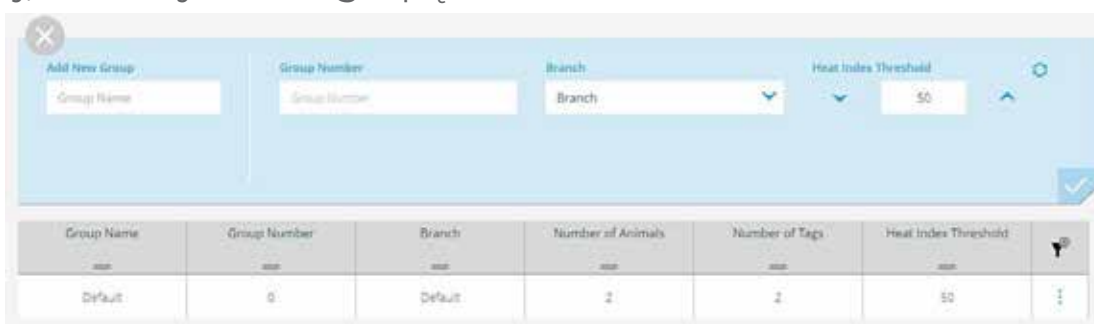 Add New Group Group Number Branch Heat Index Threshold
Group Name Group Number Branch 50
Group Name Group Number Branch Number of Animals Number of Tags Heat Index Threshold
Default 0 Default 2 2 50